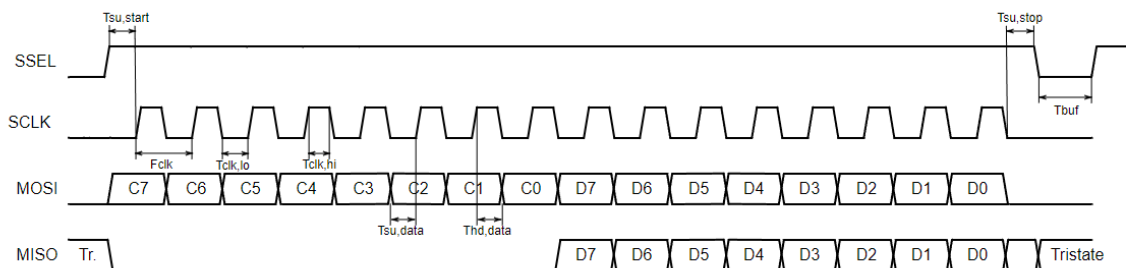 Tsu,start
Tsu,stop
SSEL
SCLK
Tbuf
Fclk
Tclk,lo
Tclk,hi
MOSI
C7 C6 C5 C4 C3 C2 C1 C0 D7 D6 D5 D4 D3 D2 D1 D0
Tsu,data
Thd,data
MISO
Tr.
D7 D6 D5 D4 D3 D2 D1 D0
Tristate